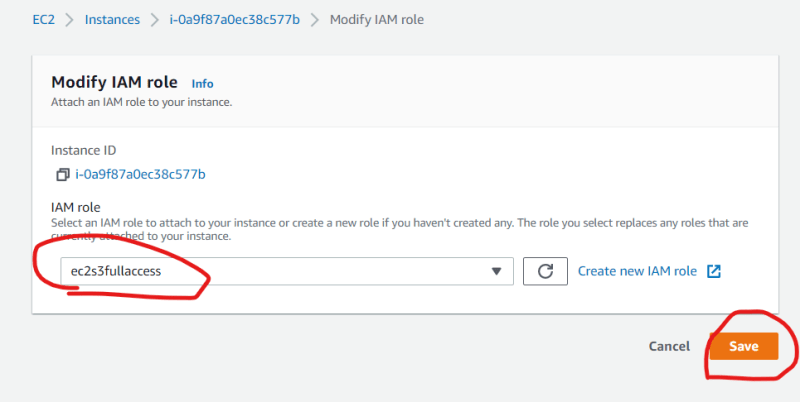 EC2 > Instances > i-0a9f87a0ec38c577b > Modify IAM role
Modify IAM role Info
Attach an IAM role to your instance.
Instance ID
i-0a9f87a0ec38c577b
IAM role
Select an IAM role to attach to your instance or create a new role if you haven't created any. The role you select replaces any roles that are
currently attached to your instance.
ec2s3fullaccess
Create new IAM role
Cancel Save